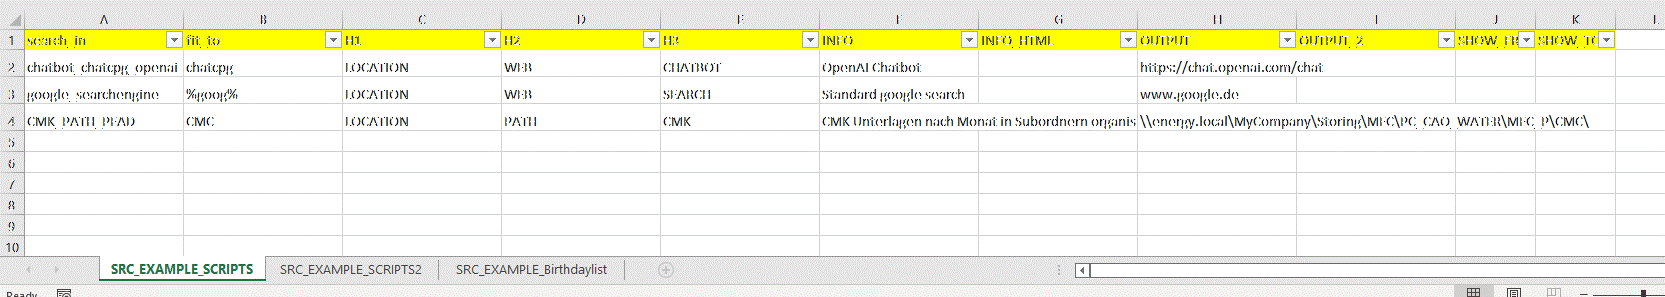 A B C D E F G H I J K L
1 search_in fit_to H1 H2 H3 INFO INFO_HTML OUTPUT OUTPUT_2 SHOW_FR SHOW_TO
2 chatbot_chatcpg_openai chatcpg LOCATION WEB CHATBOT OpenAI Chatbot https://chat.openai.com/chat
3 google_searchengine %goog% LOCATION WEB SEARCH Standard google search www.google.de
4 CMK_PATH_PFAD CMC LOCATION PATH CMK CMK Unterlagen nach Monat in Subordnern organis \\energy.local\MyCompany\Storing\MFC\PC_CAO_WATER\MFC_P\CMC\
5
6
7
8
9
10
SRC_EXAMPLE_SCRIPTS SRC_EXAMPLE_SCRIPTS2 SRC_EXAMPLE_Birthdaylist
Ready